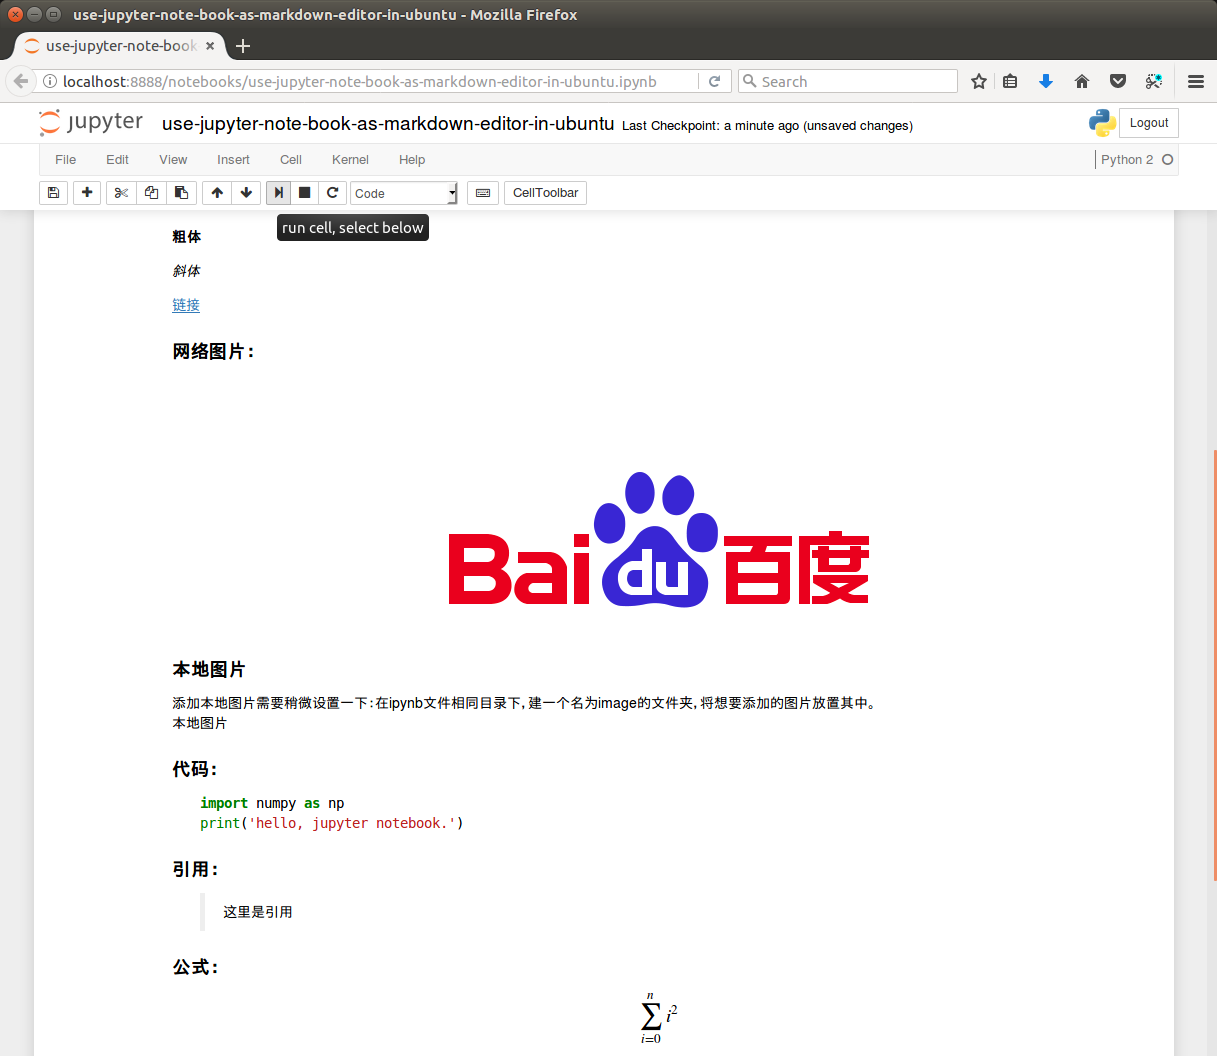 use-jupyter-note-book-as-markdown-editor-in-ubuntu - Mozilla Firefox
use-jupyter-note-book
localhost:8888/notebooks/use-jupyter-note-book-as-markdown-editor-in-ubuntu.ipynb
Search
jupyter use-jupyter-note-book-as-markdown-editor-in-ubuntu Last Checkpoint: a minute ago (unsaved changes)
Logout
File Edit View Insert Cell Kernel Help
Python 2
Code
CellToolbar
run cell, select below
粗体
斜体
链接
网络图片：
Bai du 百度
本地图片
添加本地图片需要稍微设置一下：在ipynb文件相同目录下，建一个名为image的文件夹，将想要添加的图片放置其中。
本地图片
代码：
import numpy as np
print('hello, jupyter notebook.')
引用：
这里是引用
公式：
n
∑ i²
i=0